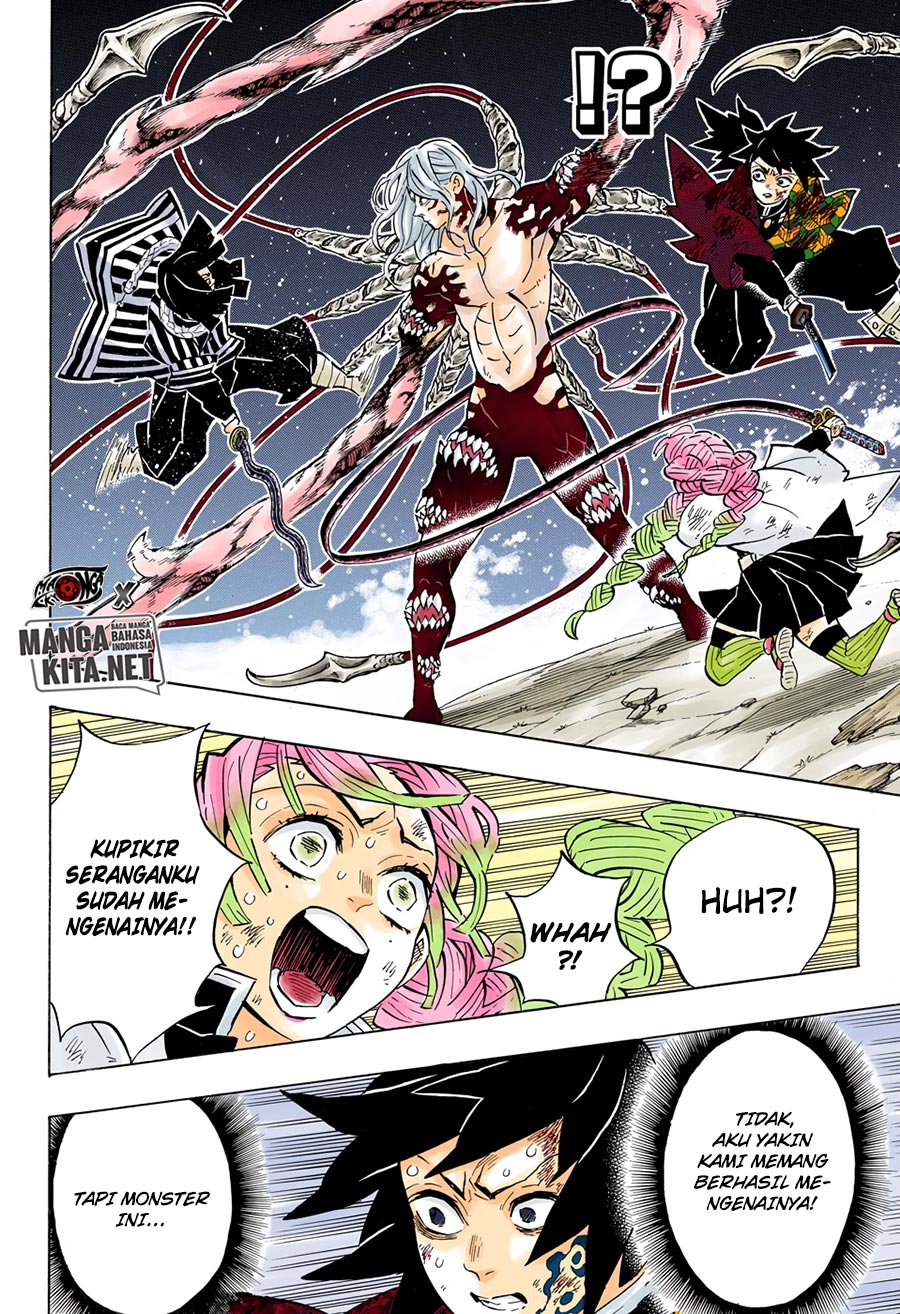 !?
MANGA
KITA.NET
BACA MANGA
BAHASA
INDONESIA
X
HUH?!
WHAH
?!
KUPIKIR
SERANGANKU
SUDAH ME-
NGENAINYA!!
TIDAK,
AKU YAKIN
KAMI MEMANG
BERHASIL ME-
NGENAINYA!
TAPI MONSTER
INI...